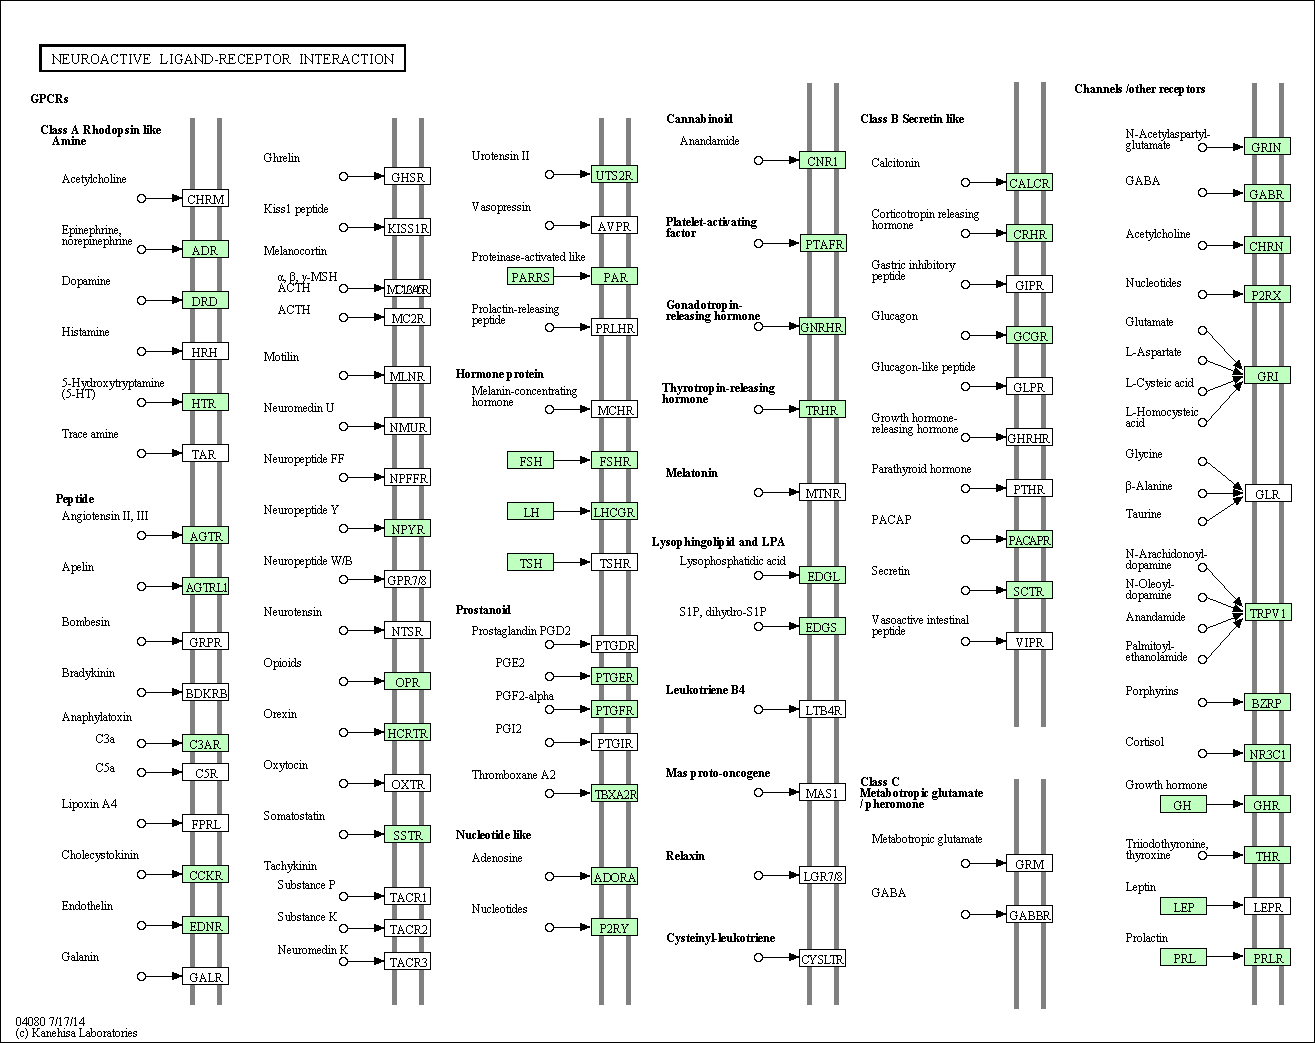 NEUROACTIVE LIGAND-RECEPTOR INTERACTION
GPCRs
Class A Rhodopsin like
Amine
Acetylcholine
CHRM
Epinephrine,
norepinephrine
ADR
Dopamine
DRD
Histamine
HRH
5-Hydroxytryptamine
(5-HT)
HTR
Trace amine
TAR
Peptide
Angiotensin II, III
AGTR
Apelin
AGTRL1
Bombesin
GRPR
Bradykinin
BDKRB
Anaphylatoxin
C3a
C3AR
C5a
C5R
Lipoxin A4
FPRL
Cholecystokinin
CCKR
Endothelin
EDNR
Galanin
GALR
Ghrelin
GHSR
Kiss1 peptide
KISS1R
Melanocortin
α, β, γ-MSH
ACTH
ACTH
MC2R
Motilin
MLNR
Neuromedin U
NMUR
Neuropeptide FF
NPFFR
Neuropeptide Y
NPYR
Neuropeptide W/B
GPR7/8
Neurotensin
NTSR
Opioids
OPR
Orexin
HCRTR
Oxytocin
OXTR
Somatostatin
SSTR
Tachykinin
Substance P
TACR1
Substance K
TACR2
Neuromedin K
TACR3
Urotensin II
UTS2R
Vasopressin
AVPR
Proteinase-activated like
PARRS PAR
Prolactin-releasing
peptide
PRLHR
Hormone protein
Melanin-concentrating
hormone
MCHR
FSH FSHR
LH LHCGR
TSH TSHR
Prostanoid
Prostaglandin PGD2
PTGDR
PGE2
PTGER
PGF2-alpha
PTGFR
PGI2
PTGIR
Thromboxane A2
TBXA2R
Nucleotide like
Adenosine
ADORA
Nucleotides
P2RY
Cannabinoid
Anandamide
CNR1
Platelet-activating
factor
PTAFR
Gonadotropin-
releasing hormone
GNRHR
Thyrotropin-releasing
hormone
TRHR
Melatonin
MTNR
Lysophingolipid and LPA
Lysophosphatidic acid
EDGL
S1P, dihydro-S1P
EDGS
Leukotriene B4
LTB4R
Mas proto-oncogene
MAS1
Relaxin
LGR7/8
Cysteinyl-leukotriene
CYSLTR
Class B Secretin like
Calcitonin
CALCR
Corticotropin releasing
hormone
CRHR
Gastric inhibitory
peptide
GIPR
Glucagon
GCGR
Glucagon-like peptide
GLPR
Growth hormone-
releasing hormone
GHRHR
Parathyroid hormone
PTHR
PACAP
PACAPR
Secretin
SCTR
Vasoactive intestinal
peptide
VIPR
Class C
Metabotropic glutamate
/ pheromone
Metabotropic glutamate
GRM
GABA
GABBR
Channels /other receptors
N-Acetylaspartyl-
glutamate
GRIN
GABA
GABR
Acetylcholine
CHRN
Nucleotides
P2RX
Glutamate
L-Aspartate
GRI
L-Cysteic acid
L-Homocysteic
acid
Glycine
β-Alanine
GLR
Taurine
N-Arachidonoyl-
dopamine
N-Oleoyl-
dopamine
TRPV1
Anandamide
Palmitoyl-
ethanolamide
Porphyrins
BZRP
Cortisol
NR3C1
Growth hormone
GH GHR
Triiodothyronine,
thyroxine
THR
Leptin
LEP LEPR
Prolactin
PRL PRLR
04080 7/17/14
(c) Kanehisa Laboratories